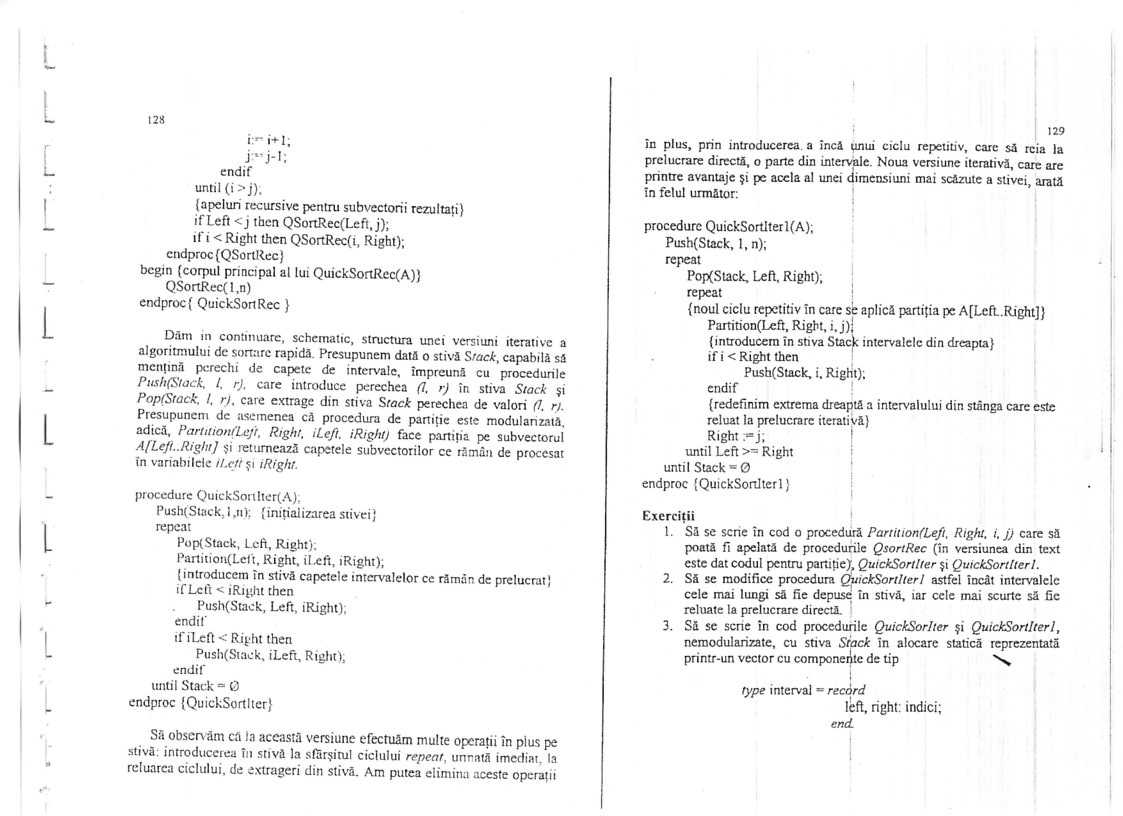 128
i:= i+1;
j:= j-1;
endif
until (i > j);
{apeluri recursive pentru subvectorii rezultați}
if Left < j then QSortRec(Left, j);
if i < Right then QSortRec(i, Right);
endproc{QSortRec}
begin {corpul principal al lui QuickSortRec(A)}
QSortRec(1,n)
endproc{ QuickSortRec }
Dăm in continuare, schematic, structura unei versiuni iterative a
algoritmului de sortare rapidă. Presupunem dată o stivă Stack, capabilă să
mențină perechi de capete de intervale, împreună cu procedurile
Push(Stack, l, r), care introduce perechea (l, r) în stiva Stack și
Pop(Stack, l, r), care extrage din stiva Stack perechea de valori (l, r).
Presupunem de asemenea că procedura de partiție este modularizată,
adică, Partition(Left, Right, iLeft, iRight) face partiția pe subvectorul
A[Left..Right] și returnează capetele subvectorilor ce rămân de procesat
în variabilele iLeft și iRight.
procedure QuickSortIter(A);
Push(Stack,1,n); {inițializarea stivei}
repeat
Pop(Stack, Left, Right);
Partition(Left, Right, iLeft, iRight);
{introducem în stivă capetele intervalelor ce rămân de prelucrat}
if Left < iRight then
Push(Stack, Left, iRight);
endif
if iLeft < Right then
Push(Stack, iLeft, Right);
endif
until Stack = Ø
endproc {QuickSortIter}
Să observăm că la această versiune efectuăm multe operații în plus pe
stivă: introducerea în stivă la sfârșitul ciclului repeat, urmată imediat, la
reluarea ciclului, de extrageri din stivă. Am putea elimina aceste operații
129
în plus, prin introducerea. a încă unui ciclu repetitiv, care să reia la
prelucrare directă, o parte din intervale. Noua versiune iterativă, care are
printre avantaje și pe acela al unei dimensiuni mai scăzute a stivei, arată
în felul următor:
procedure QuickSortIter1(A);
Push(Stack, 1, n);
repeat
Pop(Stack, Left, Right);
repeat
{noul ciclu repetitiv în care se aplică partiția pe A[Left..Right]}
Partition(Left, Right, i, j);
{introducem în stiva Stack intervalele din dreapta}
if i < Right then
Push(Stack, i, Right);
endif
{redefinim extrema dreaptă a intervalului din stânga care este
reluat la prelucrare iterativă}
Right := j;
until Left >= Right
until Stack = Ø
endproc {QuickSortIter1}
Exerciții
1. Să se scrie în cod o procedură Partition(Left, Right, i, j) care să
poată fi apelată de procedurile QsortRec (în versiunea din text
este dat codul pentru partiție), QuickSortIter și QuickSortIter1.
2. Să se modifice procedura QuickSortIter1 astfel încât intervalele
cele mai lungi să fie depuse în stivă, iar cele mai scurte să fie
reluate la prelucrare directă.
3. Să se scrie în cod procedurile QuickSorIter și QuickSortIter1,
nemodularizate, cu stiva Stack în alocare statică reprezentată
printr-un vector cu componente de tip
type interval = record
left, right: indici;
end.